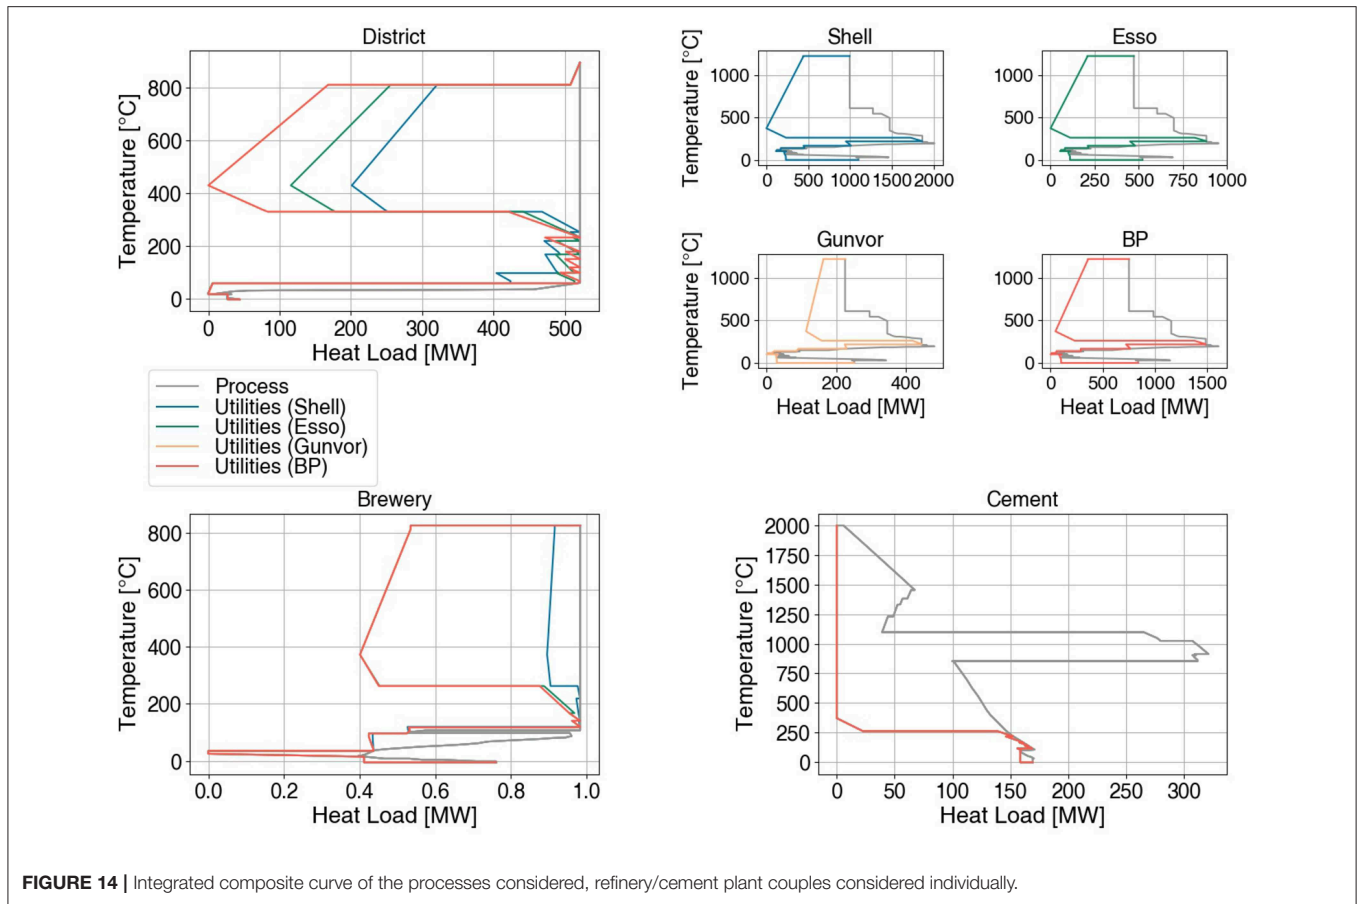 District
Temperature [°C]
800
600
400
200
0
0 100 200 300 400 500
Heat Load [MW]
Shell
Temperature [°C]
1000
500
0
0 500 1000 1500 2000
Esso
1000
500
0
0 250 500 750 1000
Gunvor
Temperature [°C]
1000
500
0
0 200 400
Heat Load [MW]
BP
1000
500
0
0 500 1000 1500
Heat Load [MW]
Process
Utilities (Shell)
Utilities (Esso)
Utilities (Gunvor)
Utilities (BP)
Brewery
Temperature [°C]
800
600
400
200
0
0.0 0.2 0.4 0.6 0.8 1.0
Heat Load [MW]
Cement
Temperature [°C]
2000
1750
1500
1250
1000
750
500
250
0
0 50 100 150 200 250 300
Heat Load [MW]
FIGURE 14 | Integrated composite curve of the processes considered, refinery/cement plant couples considered individually.